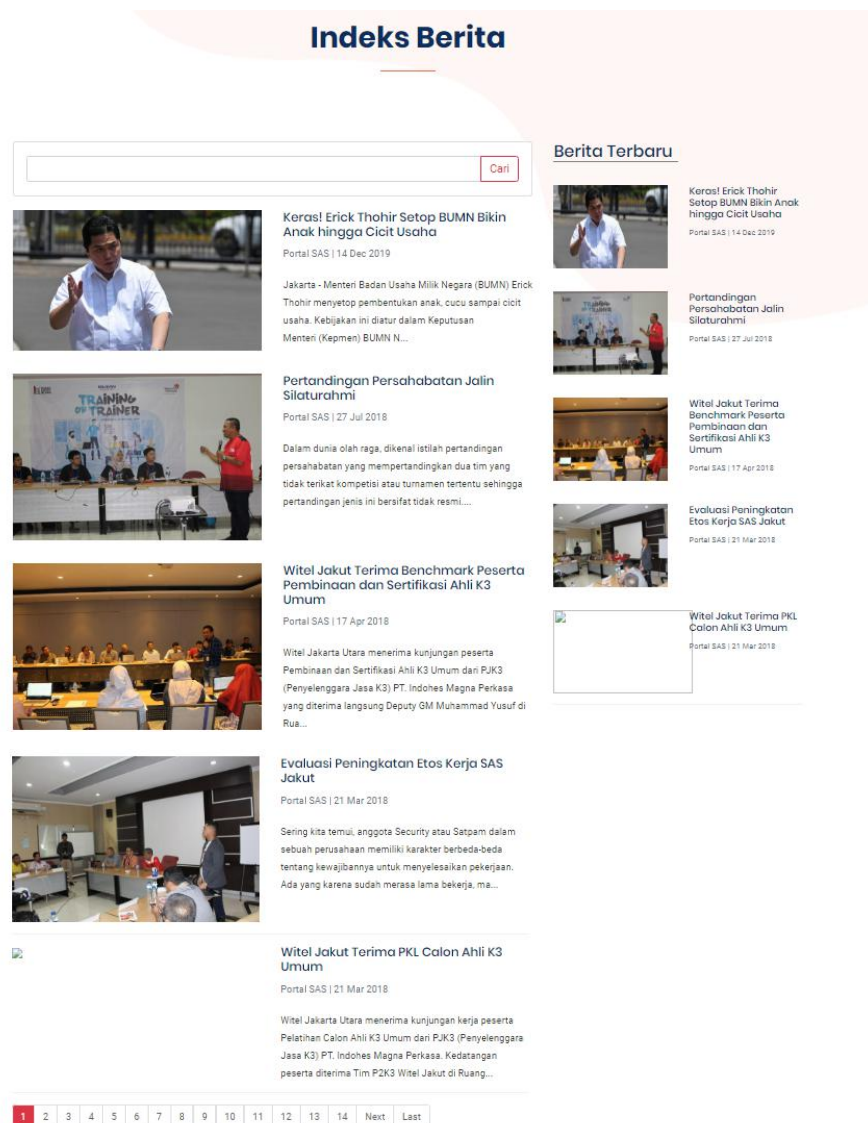 Indeks Berita
Cari
Keras! Erick Thohir Setop BUMN Bikin
Anak hingga Cicit Usaha
Portal SAS | 14 Dec 2019
Jakarta - Menteri Badan Usaha Milik Negara (BUMN) Erick
Thohir menyetop pembentukan anak, cucu sampai cicit
usaha. Kebijakan ini diatur dalam Keputusan
Menteri (Kepmen) BUMN N...
TRAINING
OF TRAINER
Pertandingan Persahabatan Jalin
Silaturahmi
Portal SAS | 27 Jul 2018
Dalam dunia olah raga, dikenal istilah pertandingan
persahabatan yang mempertandingkan dua tim yang
tidak terikat kompetisi atau turnamen tertentu sehingga
pertandingan jenis ini bersifat tidak resmi....
Witel Jakut Terima Benchmark Peserta
Pembinaan dan Sertifikasi Ahli K3
Umum
Portal SAS | 17 Apr 2018
Witel Jakarta Utara menerima kunjungan peserta
Pembinaan dan Sertifikasi Ahli K3 Umum dari PJK3
(Penyelenggara Jasa K3) PT. Indohes Magna Perkasa
yang diterima langsung Deputy GM Muhammad Yusuf di
Rua...
Evaluasi Peningkatan Etos Kerja SAS
Jakut
Portal SAS | 21 Mar 2018
Sering kita temui, anggota Security atau Satpam dalam
sebuah perusahaan memiliki karakter berbeda-beda
tentang kewajibannya untuk menyelesaikan pekerjaan.
Ada yang karena sudah merasa lama bekerja, ma...
Witel Jakut Terima PKL Calon Ahli K3
Umum
Portal SAS | 21 Mar 2018
Witel Jakarta Utara menerima kunjungan kerja peserta
Pelatihan Calon Ahli K3 Umum dari PJK3 (Penyelenggara
Jasa K3) PT. Indohes Magna Perkasa. Kedatangan
peserta diterima Tim P2K3 Witel Jakut di Ruang...
1 2 3 4 5 6 7 8 9 10 11 12 13 14 Next Last
Berita Terbaru
Keras! Erick Thohir
Setop BUMN Bikin Anak
hingga Cicit Usaha
Portal SAS | 14 Dec 2019
TRAINING
OF TRAINER
Pertandingan
Persahabatan Jalin
Silaturahmi
Portal SAS | 27 Jul 2018
Witel Jakut Terima
Benchmark Peserta
Pembinaan dan
Sertifikasi Ahli K3
Umum
Portal SAS | 17 Apr 2018
Evaluasi Peningkatan
Etos Kerja SAS Jakut
Portal SAS | 21 Mar 2018
Witel Jakut Terima PKL
Calon Ahli K3 Umum
Portal SAS | 21 Mar 2018